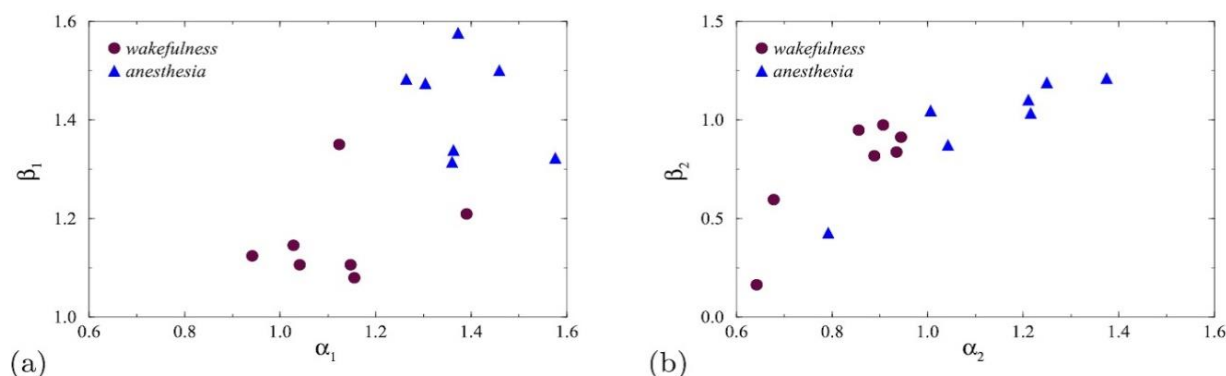 1.6
wakefulness
anesthesia
1.4
β₁
1.2
1.0
0.6 0.8 1.0 1.2 1.4 1.6
(a) α₁
1.5
wakefulness
anesthesia
1.0
β₂
0.5
0.0
0.6 0.8 1.0 1.2 1.4 1.6
(b) α₂